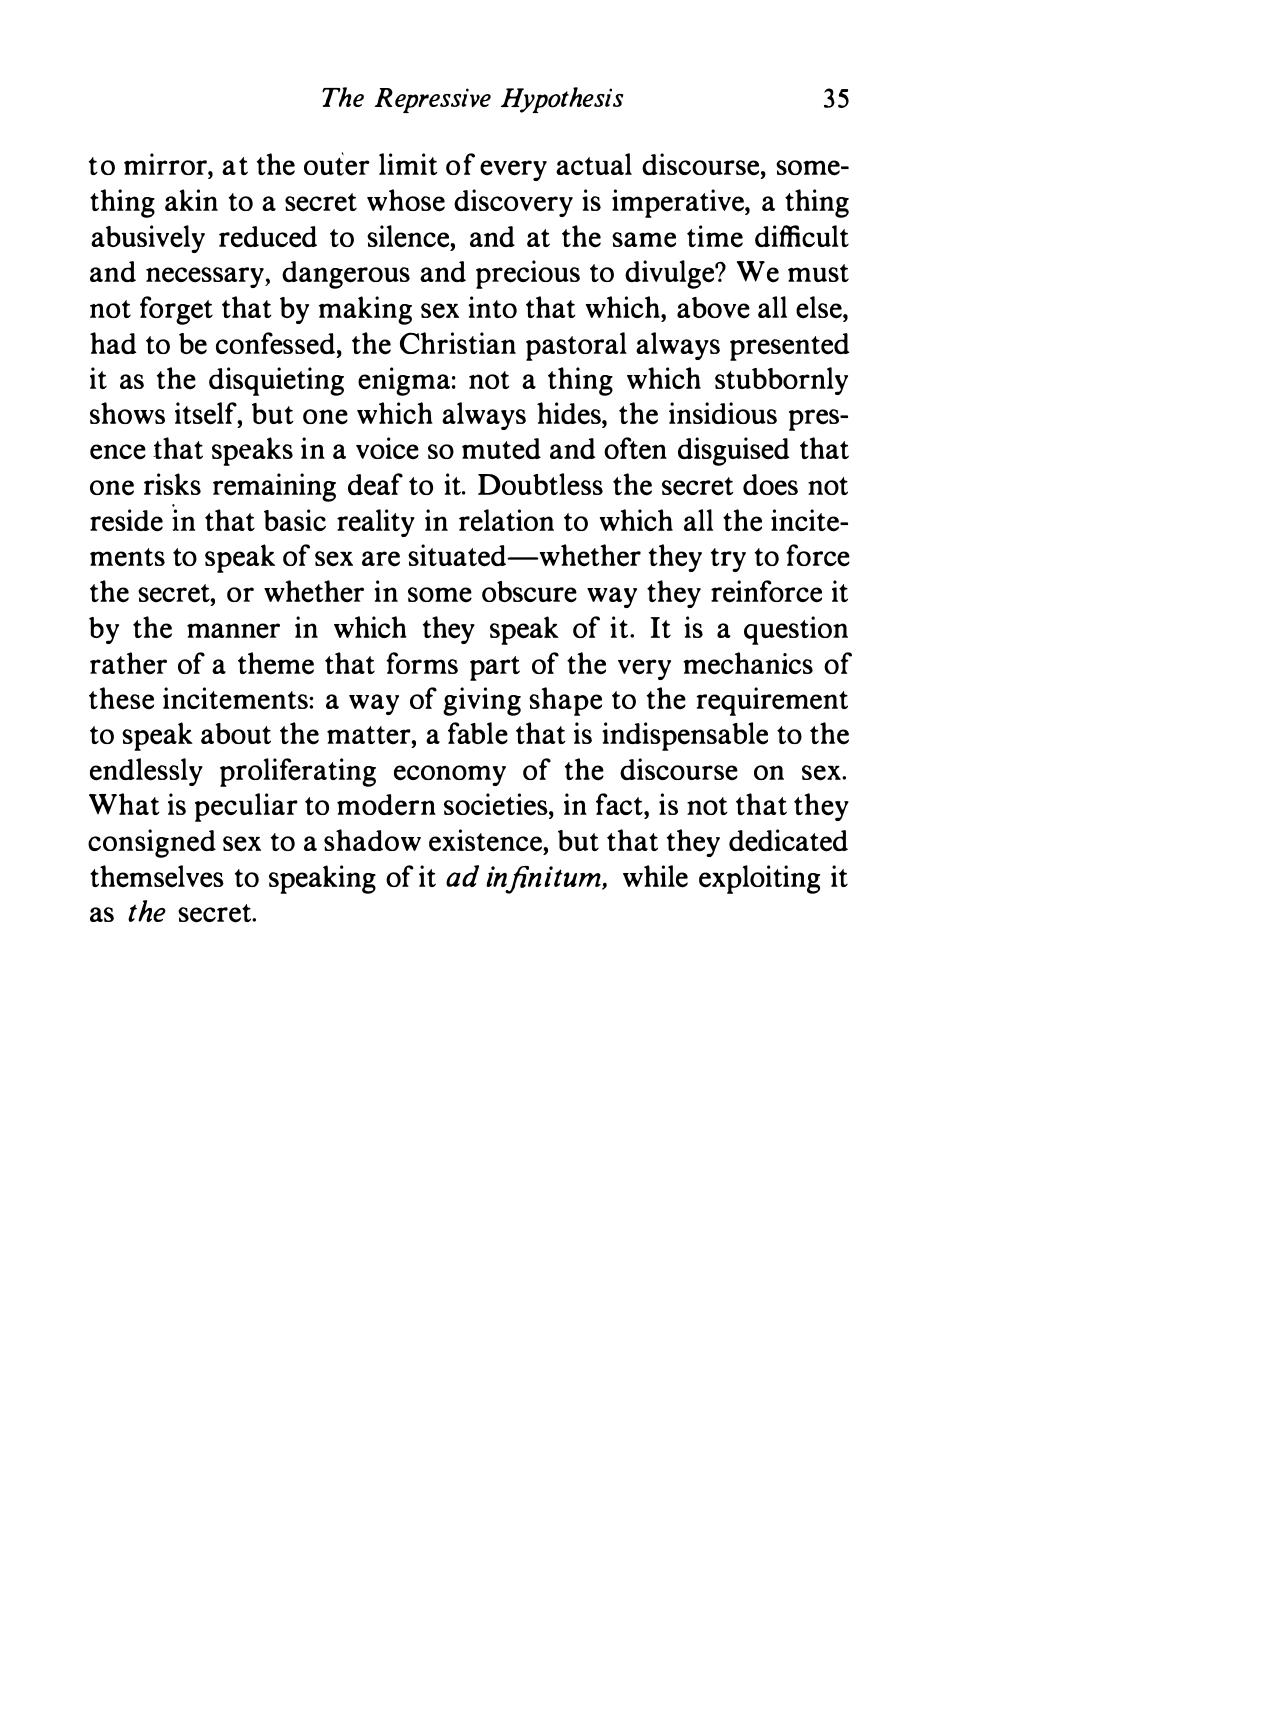 The Repressive Hypothesis 35
to mirror, at the outer limit of every actual discourse, some-
thing akin to a secret whose discovery is imperative, a thing
abusively reduced to silence, and at the same time difficult
and necessary, dangerous and precious to divulge? We must
not forget that by making sex into that which, above all else,
had to be confessed, the Christian pastoral always presented
it as the disquieting enigma: not a thing which stubbornly
shows itself, but one which always hides, the insidious pres-
ence that speaks in a voice so muted and often disguised that
one risks remaining deaf to it. Doubtless the secret does not
reside in that basic reality in relation to which all the incite-
ments to speak of sex are situated—whether they try to force
the secret, or whether in some obscure way they reinforce it
by the manner in which they speak of it. It is a question
rather of a theme that forms part of the very mechanics of
these incitements: a way of giving shape to the requirement
to speak about the matter, a fable that is indispensable to the
endlessly proliferating economy of the discourse on sex.
What is peculiar to modern societies, in fact, is not that they
consigned sex to a shadow existence, but that they dedicated
themselves to speaking of it ad infinitum, while exploiting it
as the secret.